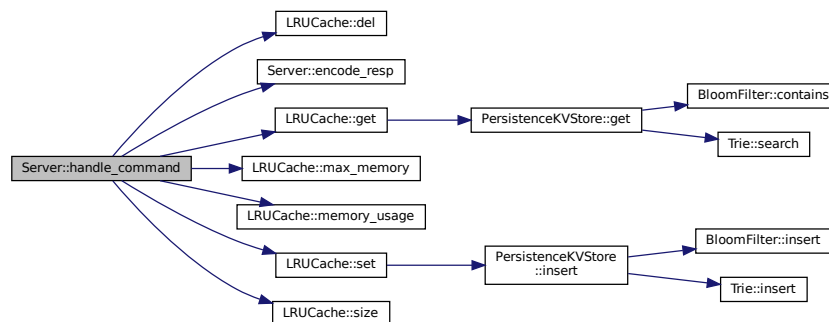 LRUCache::del
Server::encode_resp
BloomFilter::contains
LRUCache::get
PersistenceKVStore::get
Trie::search
Server::handle_command
LRUCache::max_memory
LRUCache::memory_usage
BloomFilter::insert
LRUCache::set
PersistenceKVStore
::insert
Trie::insert
LRUCache::size